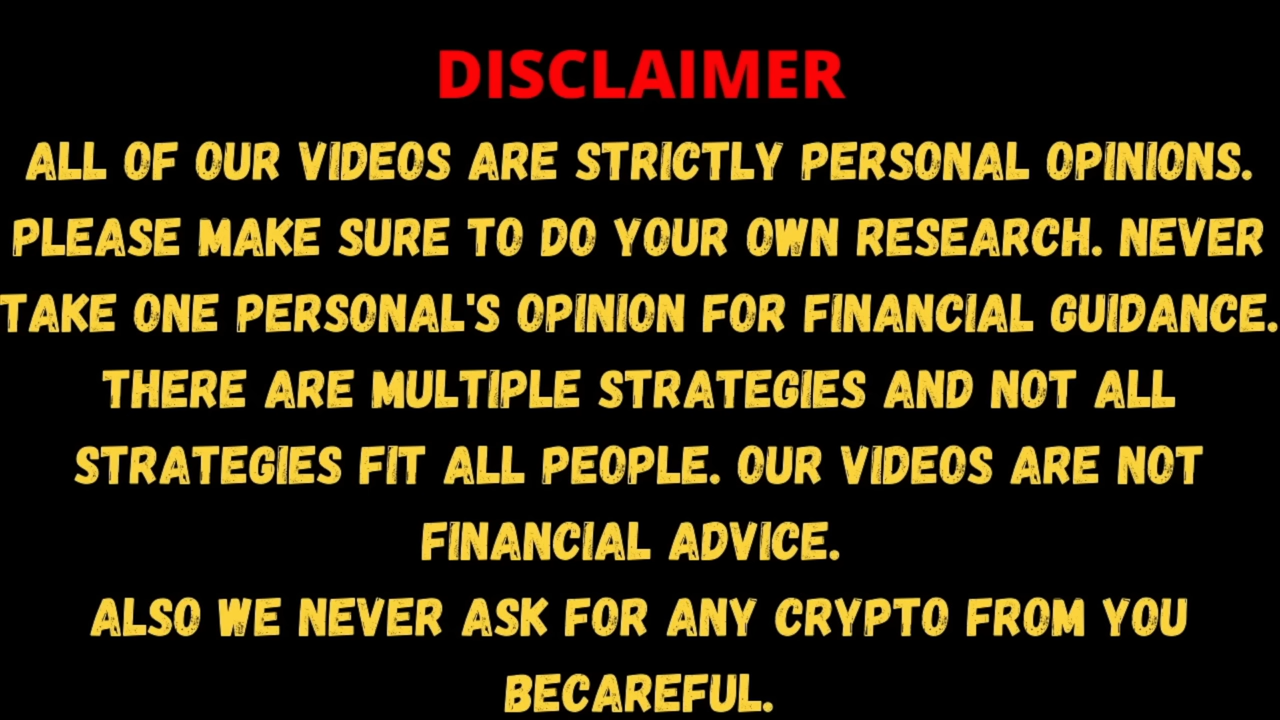 DISCLAIMER
ALL OF OUR VIDEOS ARE STRICTLY PERSONAL OPINIONS.
PLEASE MAKE SURE TO DO YOUR OWN RESEARCH. NEVER
TAKE ONE PERSONAL'S OPINION FOR FINANCIAL GUIDANCE.
THERE ARE MULTIPLE STRATEGIES AND NOT ALL
STRATEGIES FIT ALL PEOPLE. OUR VIDEOS ARE NOT
FINANCIAL ADVICE.
ALSO WE NEVER ASK FOR ANY CRYPTO FROM YOU
BECAREFUL.